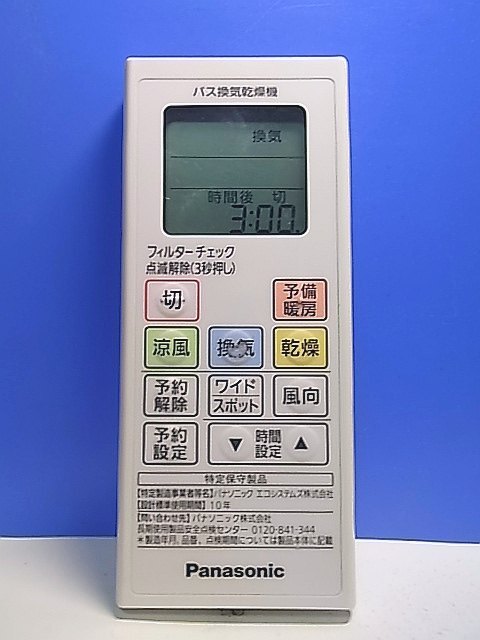 バス換気乾燥機
換気
時間後 切
3:00
フィルターチェック
点滅解除(3秒押し)
切
予備
暖房
涼風
換気
乾燥
予約
解除
ワイド
スポット
風向
予約
設定
▼ 時間
設定 ▲
特定保守製品
【特定製造事業者等名】パナソニック エコシステムズ株式会社
【設計標準使用期間】10年
【問い合わせ先】パナソニック株式会社
長期使用製品安全点検センター 0120-841-344
＊製造年月、品番、点検期間については製品本体に記載
Panasonic